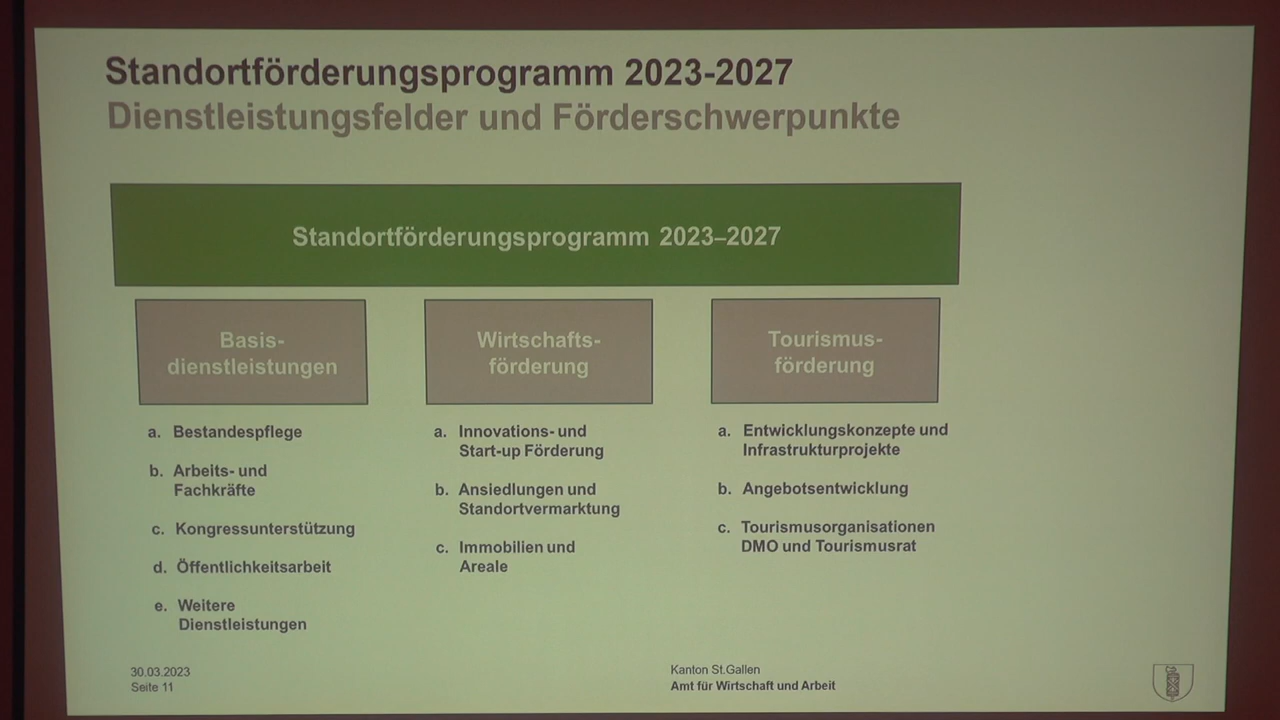 Standortförderungsprogramm 2023-2027
Dienstleistungsfelder und Förderschwerpunkte
Standortförderungsprogramm 2023–2027
Basis-
dienstleistungen
a. Bestandespflege
b. Arbeits- und
Fachkräfte
c. Kongressunterstützung
d. Öffentlichkeitsarbeit
e. Weitere
Dienstleistungen
Wirtschafts-
förderung
a. Innovations- und
Start-up Förderung
b. Ansiedlungen und
Standortvermarktung
c. Immobilien und
Areale
Tourismus-
förderung
a. Entwicklungskonzepte und
Infrastrukturprojekte
b. Angebotsentwicklung
c. Tourismusorganisationen
DMO und Tourismusrat
30.03.2023
Seite 11
Kanton St.Gallen
Amt für Wirtschaft und Arbeit